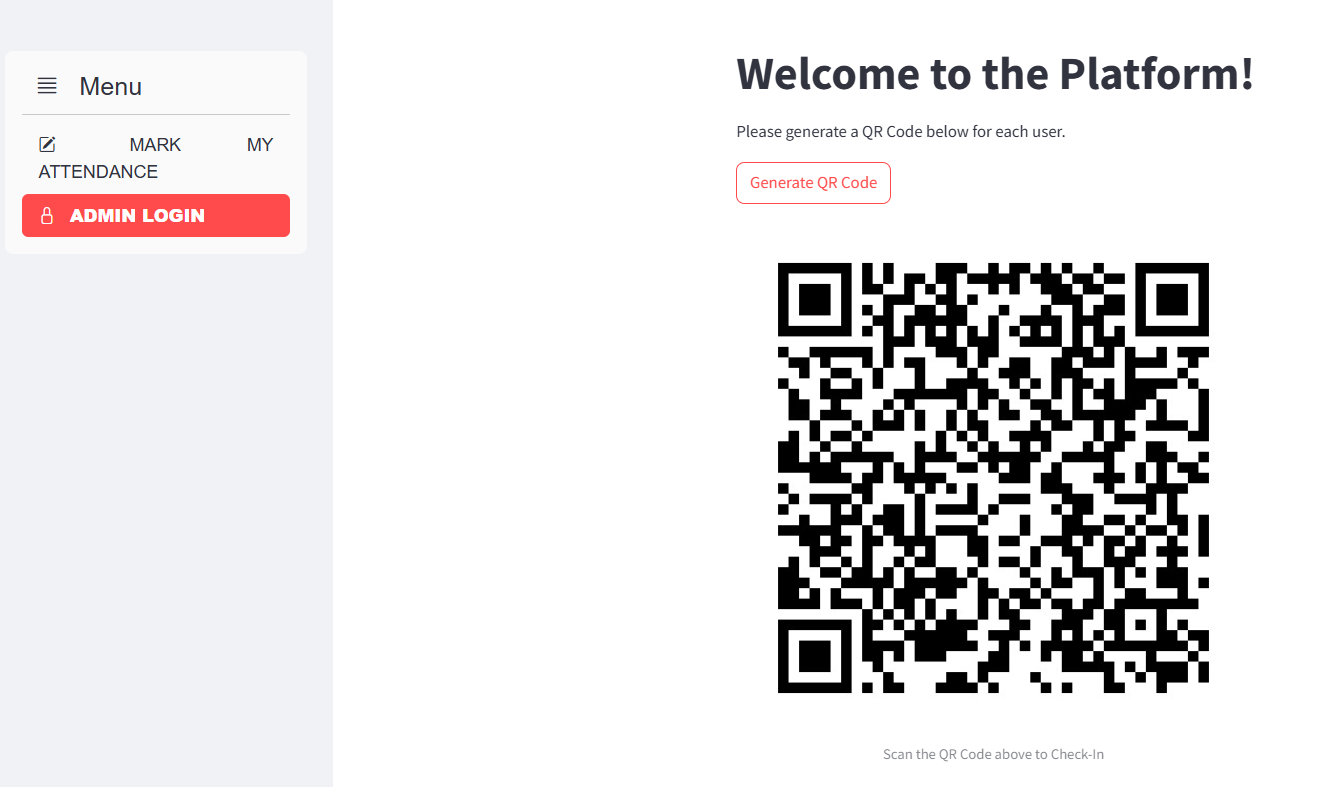 Menu
MARK MY
ATTENDANCE
ADMIN LOGIN
Welcome to the Platform!
Please generate a QR Code below for each user.
Generate QR Code
Scan the QR Code above to Check-In